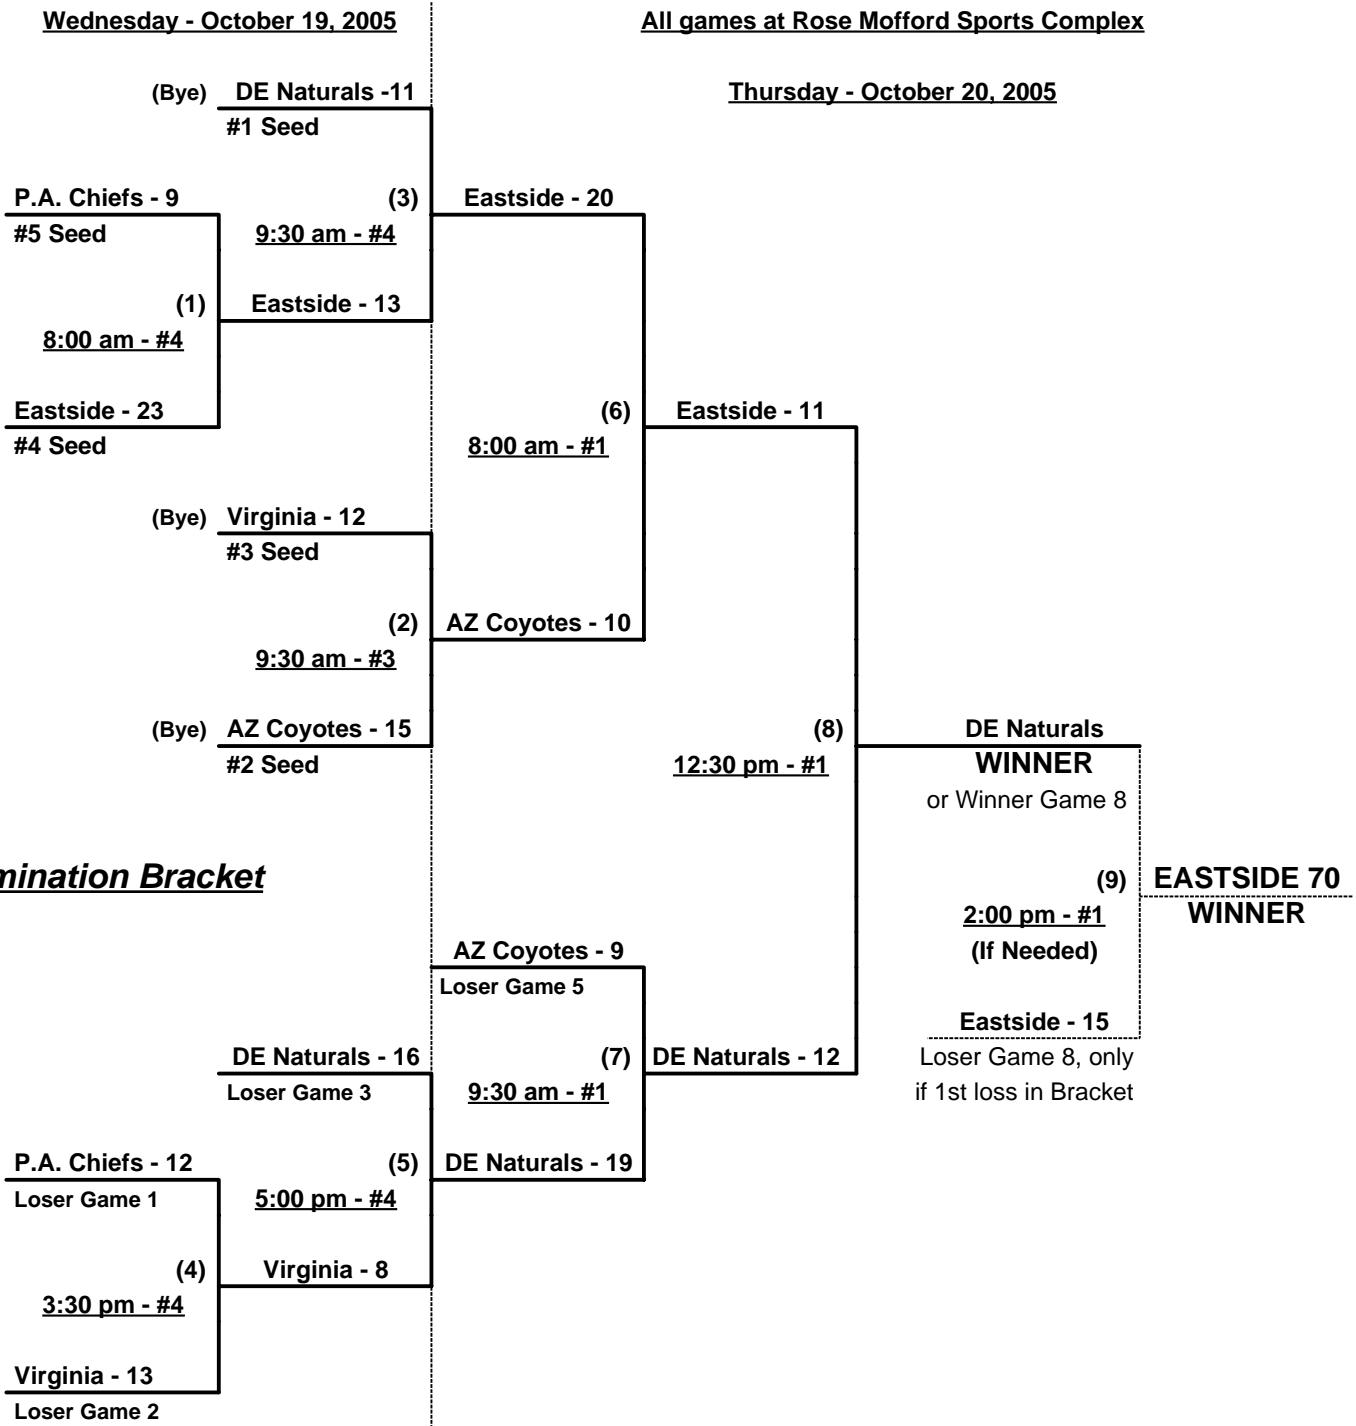 Wednesday - October 19, 2005
All games at Rose Mofford Sports Complex
(Bye) DE Naturals -11
Thursday - October 20, 2005
#1 Seed
P.A. Chiefs - 9
(3)
Eastside - 20
#5 Seed
9:30 am - #4
(1)
Eastside - 13
8:00 am - #4
Eastside - 23
(6)
Eastside - 11
#4 Seed
8:00 am - #1
(Bye) Virginia - 12
#3 Seed
(2)
AZ Coyotes - 10
9:30 am - #3
(Bye) AZ Coyotes - 15
(8)
DE Naturals
#2 Seed
12:30 pm - #1
WINNER
or Winner Game 8
mination Bracket
(9)
EASTSIDE 70
2:00 pm - #1
WINNER
(If Needed)
AZ Coyotes - 9
Loser Game 5
Eastside - 15
DE Naturals - 16
(7)
DE Naturals - 12
Loser Game 8, only
Loser Game 3
9:30 am - #1
if 1st loss in Bracket
P.A. Chiefs - 12
(5)
DE Naturals - 19
Loser Game 1
5:00 pm - #4
(4)
Virginia - 8
3:30 pm - #4
Virginia - 13
Loser Game 2